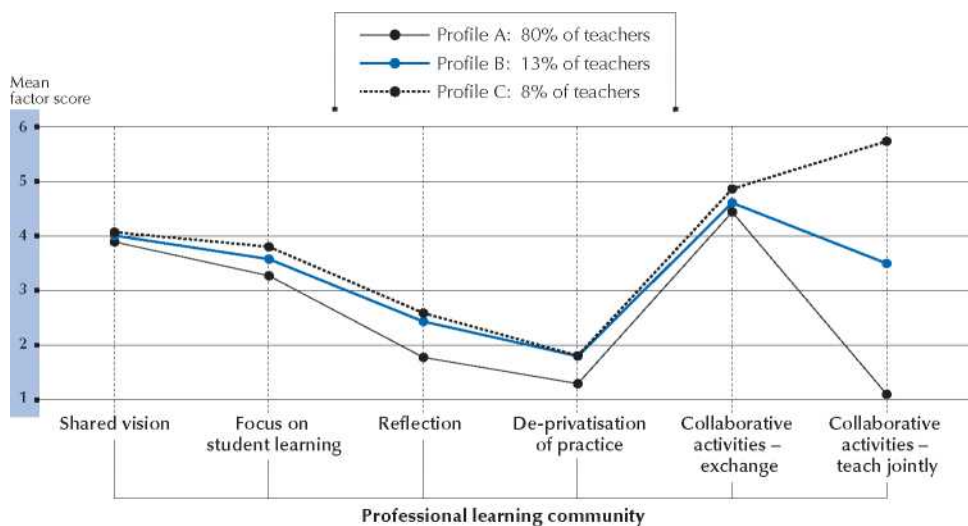 Profile A: 80% of teachers
Profile B: 13% of teachers
Profile C: 8% of teachers
Mean
factor score
6
5
4
3
2
1
Shared vision
Focus on
student learning
Reflection
De-privatisation
of practice
Collaborative
activities –
exchange
Collaborative
activities –
teach jointly
Professional learning community